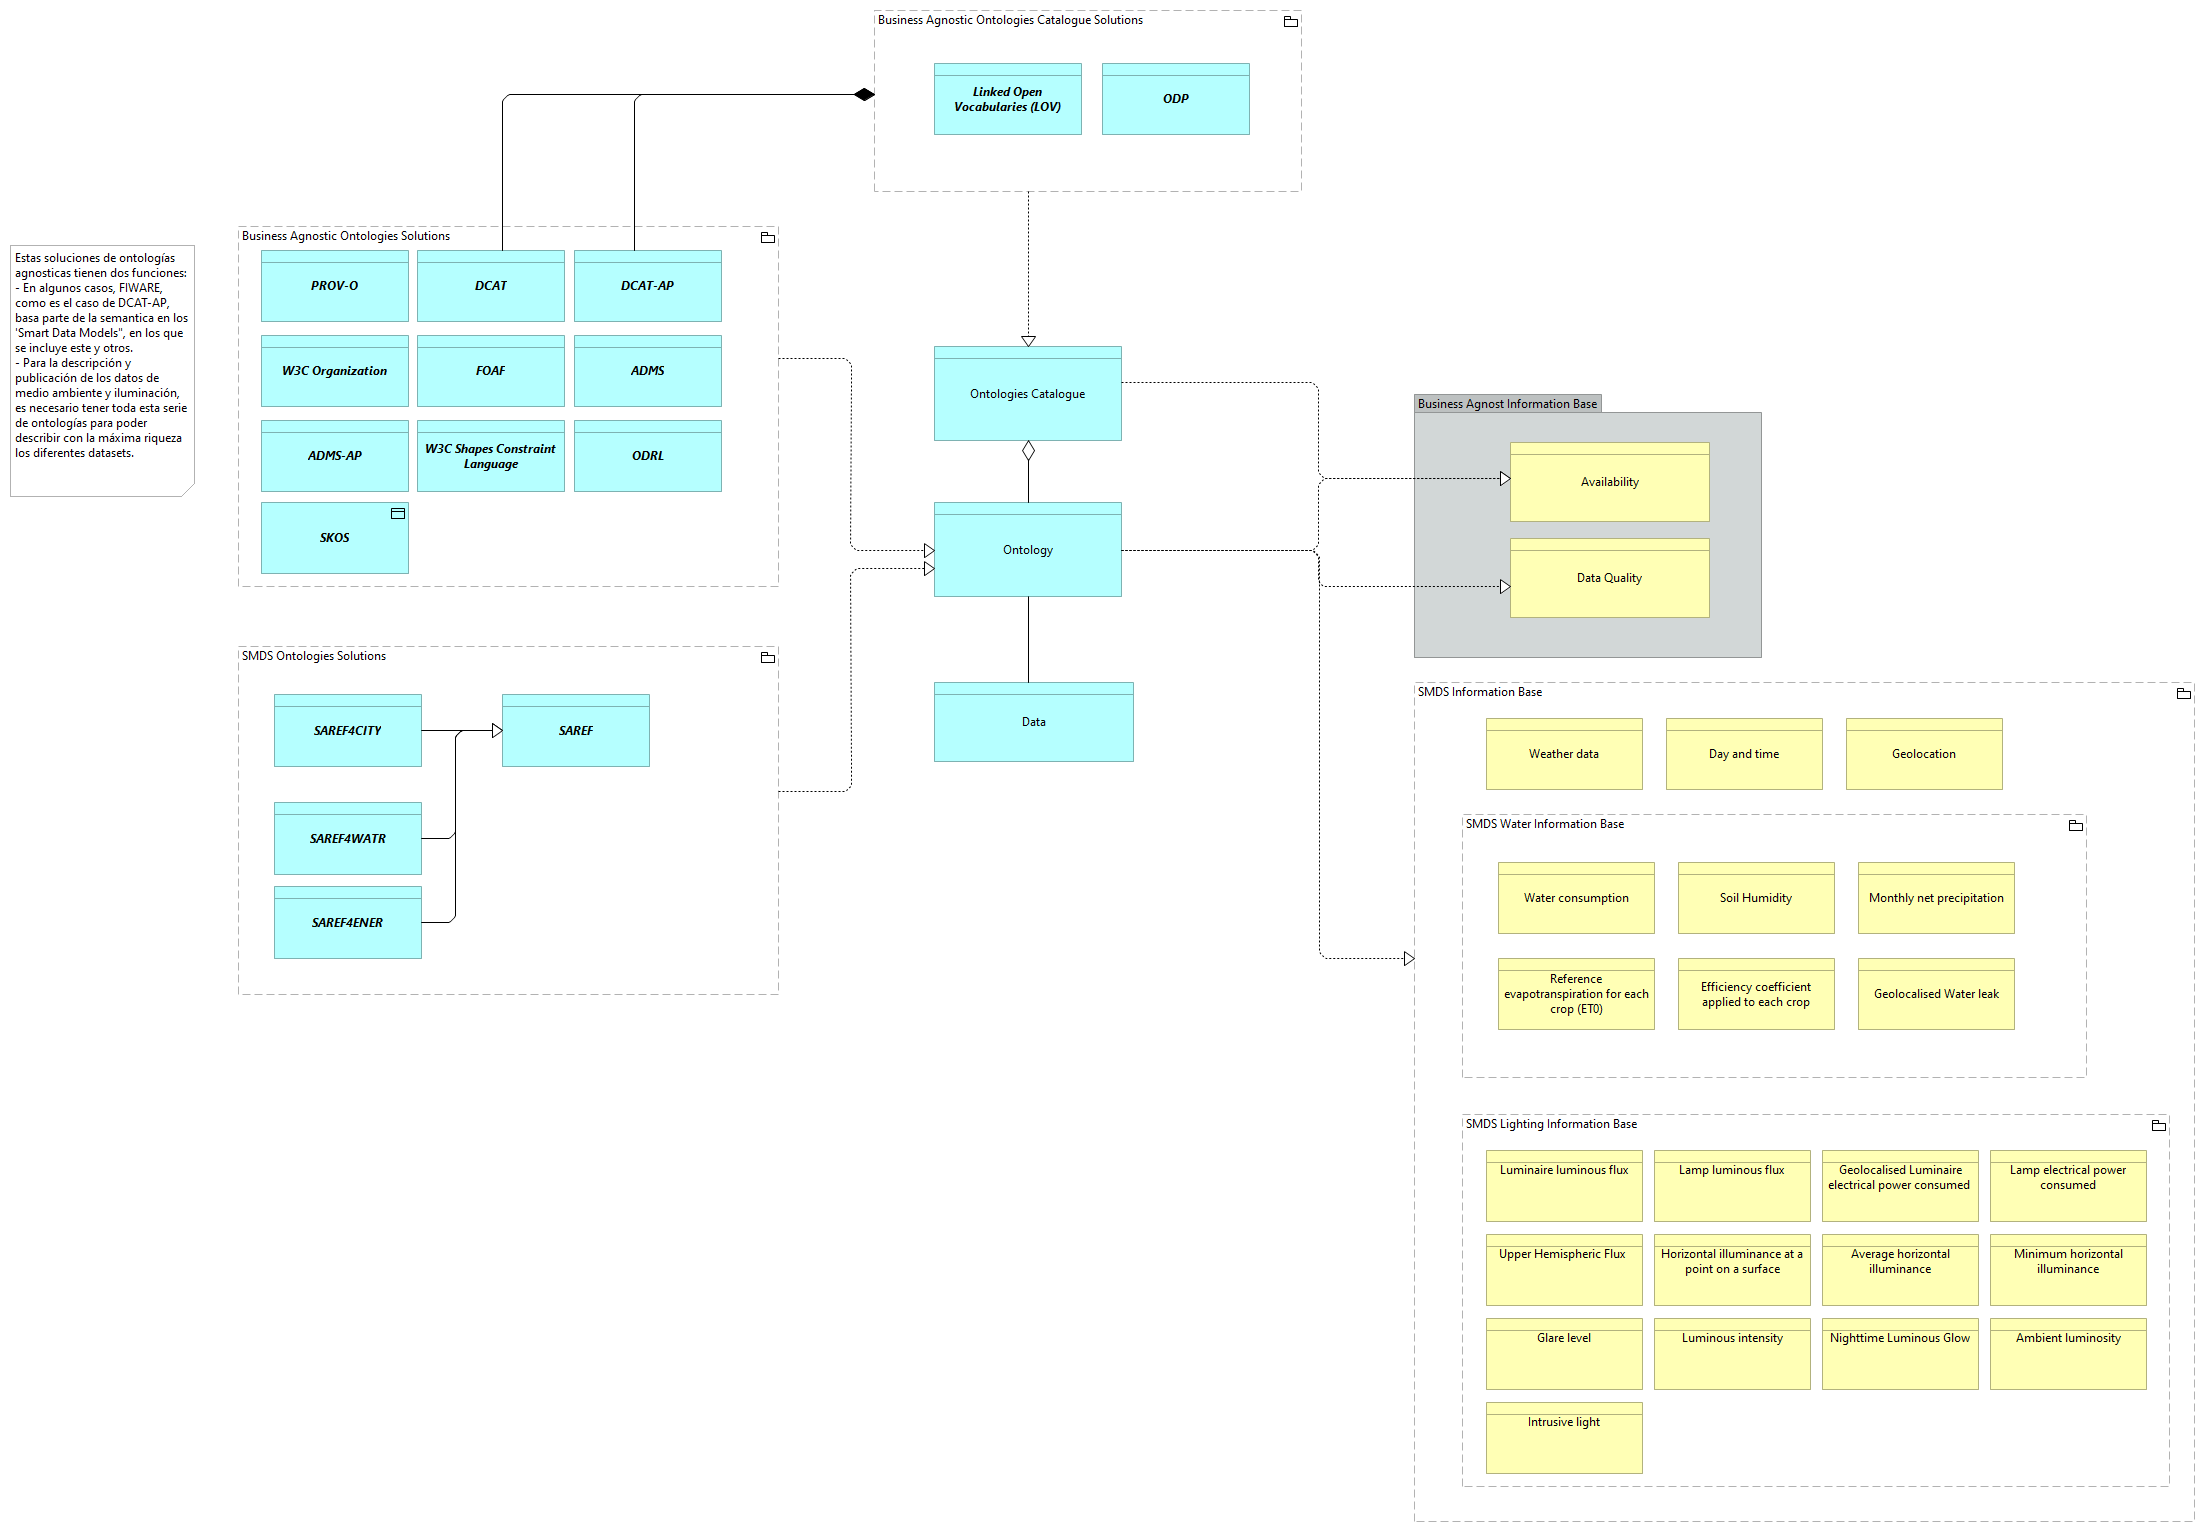 Business Agnostic Ontologies Catalogue Solutions
Linked Open
Vocabularies (LOV)
ODP
Estas soluciones de ontologías
agnosticas tienen dos funciones:
- En algunos casos, FIWARE,
como es el caso de DCAT-AP,
basa parte de la semantica en los
'Smart Data Models", en los que
se incluye este y otros.
- Para la descripción y
publicación de los datos de
medio ambiente y iluminación,
es necesario tener toda esta serie
de ontologías para poder
describir con la máxima riqueza
los diferentes datasets.
Business Agnostic Ontologies Solutions
PROV-O
DCAT
DCAT-AP
W3C Organization
FOAF
ADMS
ADMS-AP
W3C Shapes Constraint
Language
ODRL
SKOS
SMDS Ontologies Solutions
SAREF4CITY
SAREF
SAREF4WATR
SAREF4ENER
Ontologies Catalogue
Ontology
Data
Business Agnost Information Base
Availability
Data Quality
SMDS Information Base
Weather data
Day and time
Geolocation
SMDS Water Information Base
Water consumption
Soil Humidity
Monthly net precipitation
Reference
evapotranspiration for each
crop (ET0)
Efficiency coefficient
applied to each crop
Geolocalised Water leak
SMDS Lighting Information Base
Luminaire luminous flux
Lamp luminous flux
Geolocalised Luminaire
electrical power consumed
Lamp electrical power
consumed
Upper Hemispheric Flux
Horizontal illuminance at a
point on a surface
Average horizontal
illuminance
Minimum horizontal
illuminance
Glare level
Luminous intensity
Nighttime Luminous Glow
Ambient luminosity
Intrusive light